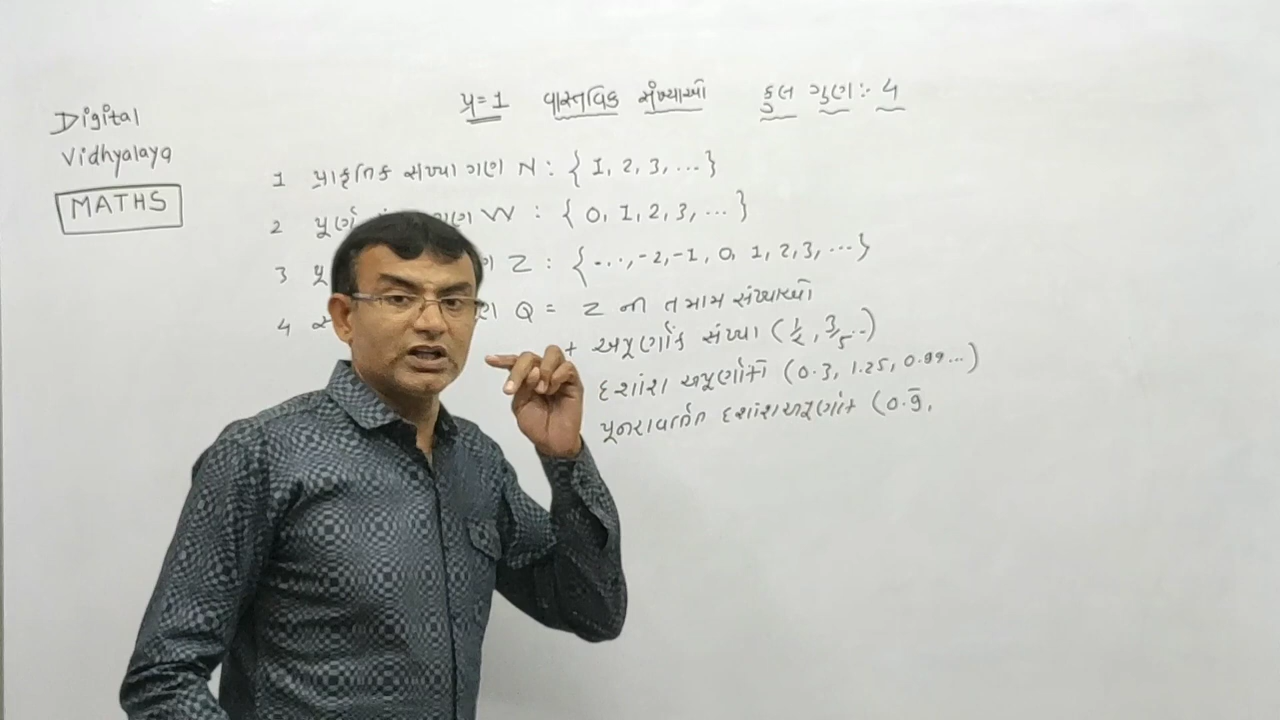 Digital
Vidhyalaya
MATHS
પ્ર=1 વાસ્તવિક સંખ્યાઓ કુલ ગુણ:- 4
1 પ્રાકૃતિક સંખ્યા ગણ N : { 1, 2, 3, ... }
2 પૂર્ણ ગણ W : { 0, 1, 2, 3, ... }
3 પૂ ણ Z : { ..., -2, -1, 0, 1, 2, 3, ... }
4 સ ણ Q = Z ની તમામ સંખ્યાઓ
+ અપૂર્ણાંક સંખ્યા ( 1/2, 3/5 .. )
દશાંશ અપૂર્ણાંકો (0.3, 1.25, 0.99...)
પૂનરાવર્તિત દશાંશ અપૂર્ણાંક (0.9̄,